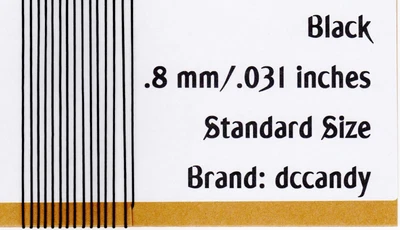 Black
.8 mm/.031 inches
Standard Size
Brand: dccandy